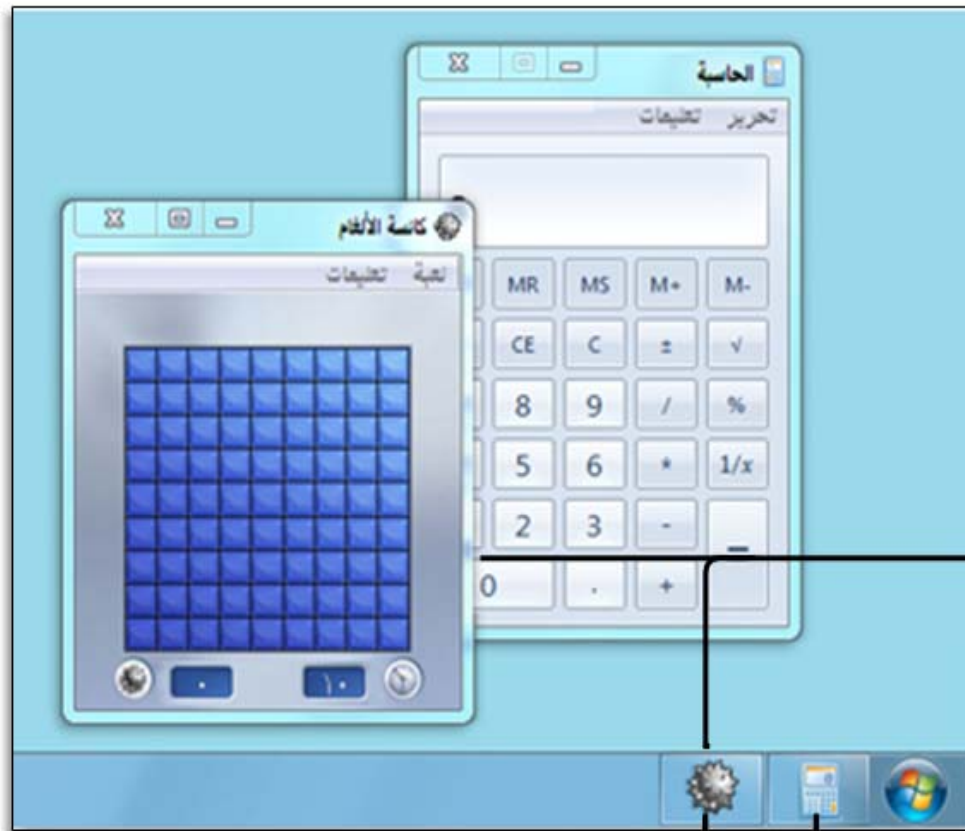 الحاسبة
تحرير تعليمات
MR MS M+ M-
CE C ± √
8 9 / %
5 6 * 1/x
2 3 -
0 . +
كانسة الألغام
لعبة تعليمات
٠ ١٠